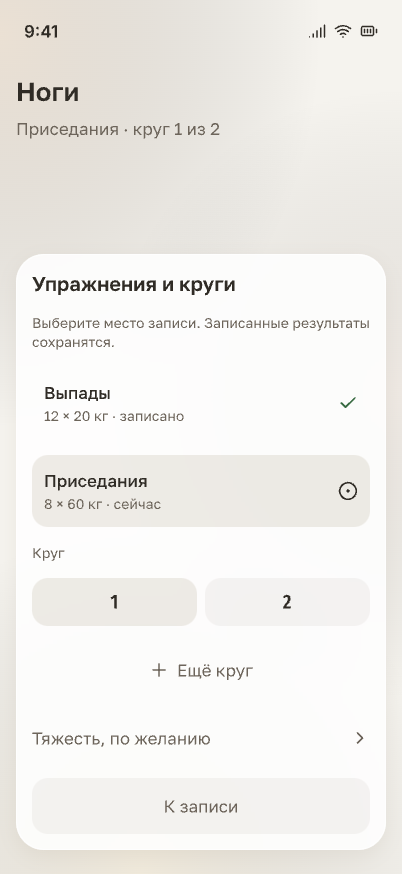 9:41
Ноги
Приседания · круг 1 из 2
Упражнения и круги
Выберите место записи. Записанные результаты
сохранятся.
Выпады
12 × 20 кг · записано
Приседания
8 × 60 кг · сейчас
Круг
1
2
+ Ещё круг
Тяжесть, по желанию
К записи